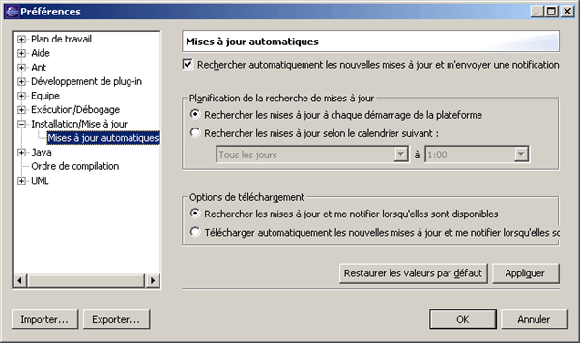 Préférences
Plan de travail
Aide
Ant
Développement de plug-in
Equipe
Exécution/Débogage
Installation/Mise à jour
Mises à jour automatiques
Java
Ordre de compilation
UML
Mises à jour automatiques
Rechercher automatiquement les nouvelles mises à jour et m'envoyer une notification
Planification de la recherche de mises à jour
Rechercher les mises à jour à chaque démarrage de la plateforme
Rechercher les mises à jour selon le calendrier suivant :
Tous les jours à 1:00
Options de téléchargement
Rechercher les mises à jour et me notifier lorsqu'elles sont disponibles
Télécharger automatiquement les nouvelles mises à jour et me notifier lorsqu'elles so
Restaurer les valeurs par défaut Appliquer
Importer... Exporter... OK Annuler